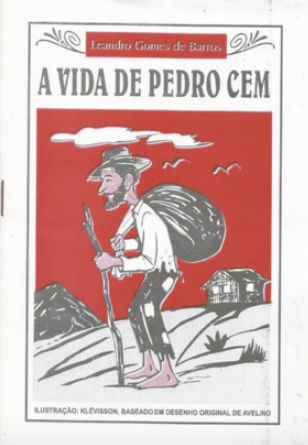 Leandro Gomes de Barros
A VIDA DE PEDRO CEM
ILUSTRAÇÃO: KLÉVISSON, BASEADO EM DESENHO ORIGINAL DE AVELINO